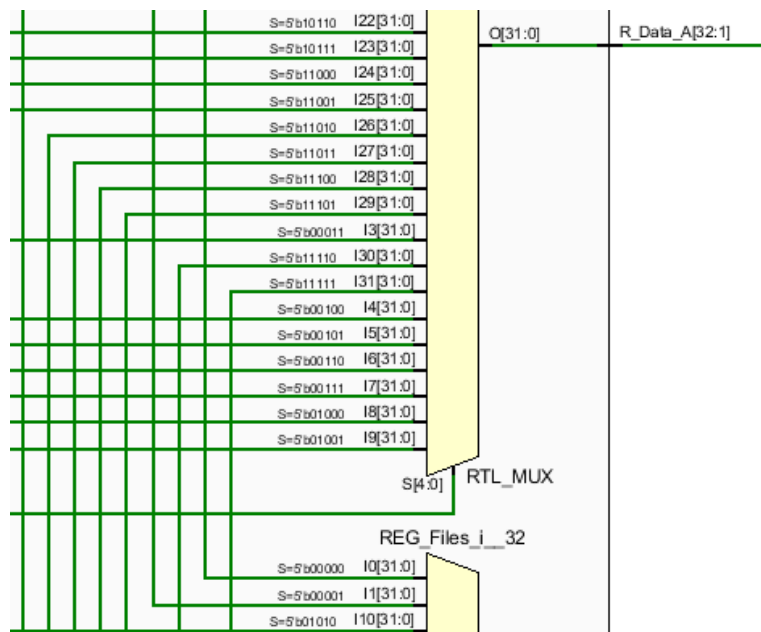 S=5'b10110 I22[31:0]
O[31:0] R_Data_A[32:1]
S=5'b10111 I23[31:0]
S=5'b11000 I24[31:0]
S=5'b11001 I25[31:0]
S=5'b11010 I26[31:0]
S=5'b11011 I27[31:0]
S=5'b11100 I28[31:0]
S=5'b11101 I29[31:0]
S=5'b00011 I3[31:0]
S=5'b11110 I30[31:0]
S=5'b11111 I31[31:0]
S=5'b00100 I4[31:0]
S=5'b00101 I5[31:0]
S=5'b00110 I6[31:0]
S=5'b00111 I7[31:0]
S=5'b01000 I8[31:0]
S=5'b01001 I9[31:0]
S[4:0] RTL_MUX
REG_Files_i__32
S=5'b00000 I0[31:0]
S=5'b00001 I1[31:0]
S=5'b01010 I10[31:0]